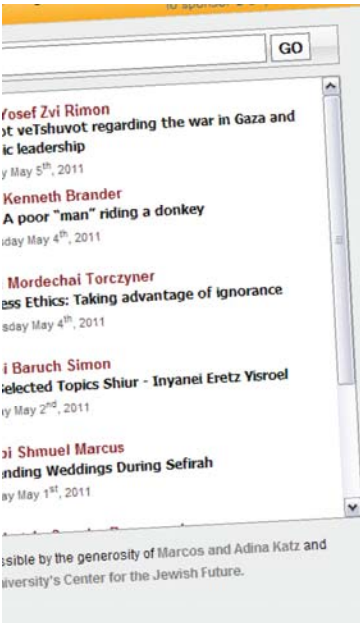 to sponsor
GO
Yosef Zvi Rimon
ot veTshuvot regarding the war in Gaza and
ic leadership
y May 5th, 2011
Kenneth Brander
A poor "man" riding a donkey
sday May 4th, 2011
Mordechai Torczyner
ess Ethics: Taking advantage of ignorance
sday May 4th, 2011
i Baruch Simon
Selected Topics Shiur - Inyanei Eretz Yisroel
ay May 2nd, 2011
bi Shmuel Marcus
ending Weddings During Sefirah
ay May 1st, 2011
ssible by the generosity of Marcos and Adina Katz and
niversity's Center for the Jewish Future.